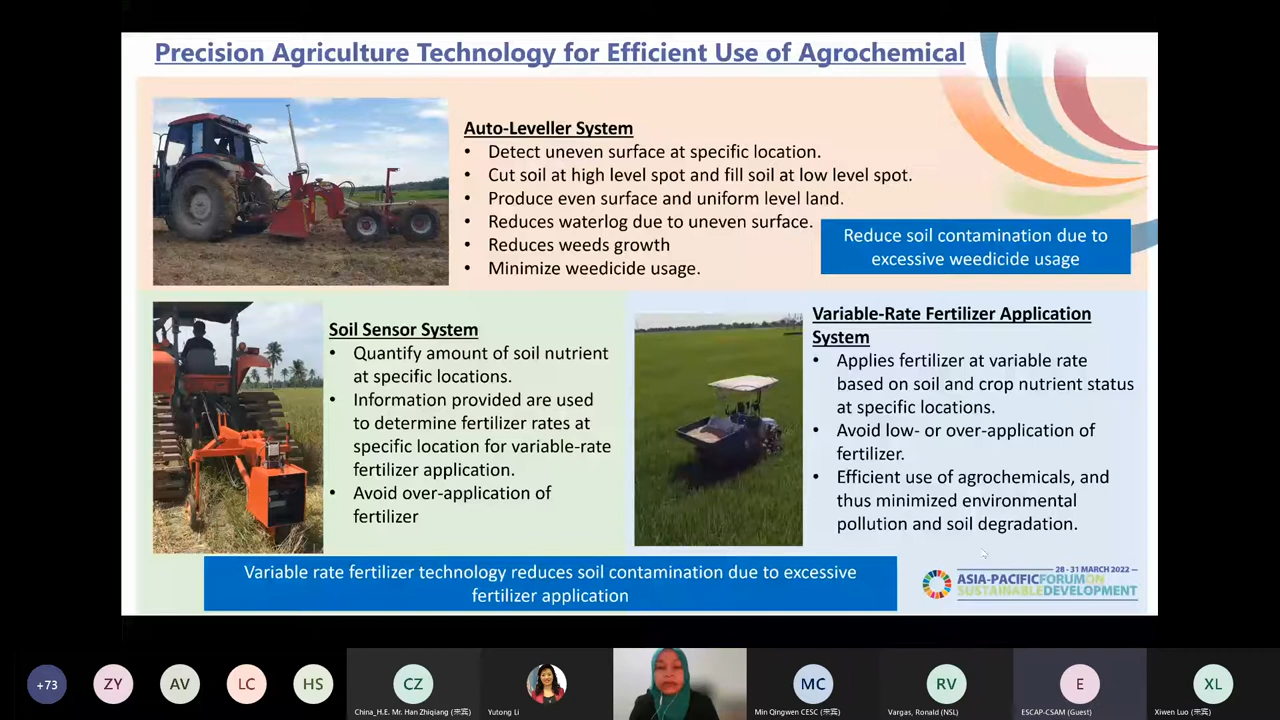 Precision Agriculture Technology for Efficient Use of Agrochemical
Auto-Leveller System
• Detect uneven surface at specific location.
• Cut soil at high level spot and fill soil at low level spot.
• Produce even surface and uniform level land.
• Reduces waterlog due to uneven surface.
• Reduces weeds growth
• Minimize weedicide usage.
Reduce soil contamination due to
excessive weedicide usage
Soil Sensor System
• Quantify amount of soil nutrient
at specific locations.
• Information provided are used
to determine fertilizer rates at
specific location for variable-rate
fertilizer application.
• Avoid over-application of
fertilizer
Variable-Rate Fertilizer Application
System
• Applies fertilizer at variable rate
based on soil and crop nutrient status
at specific locations.
• Avoid low- or over-application of
fertilizer.
• Efficient use of agrochemicals, and
thus minimized environmental
pollution and soil degradation.
Variable rate fertilizer technology reduces soil contamination due to excessive
fertilizer application
28 - 31 MARCH 2022
ASIA-PACIFIC FORUM ON
SUSTAINABLE DEVELOPMENT
+73
ZY
AV
LC
HS
CZ
MC
RV
E
XL
China_H.E. Mr. Han Zhiqiang (来宾)
Yutong Li
Min Qingwen CESC (来宾)
Vargas, Ronald (NSL)
ESCAP-CSAM (Guest)
Xiwen Luo (来宾)